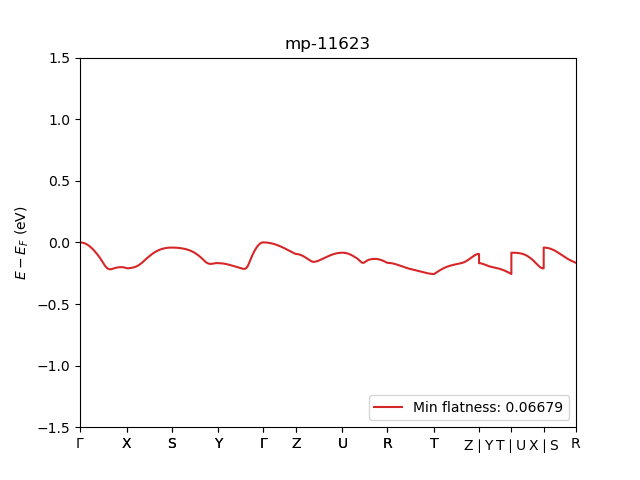 mp-11623
1.5
1.0
0.5
0.0
−0.5
−1.0
−1.5
E − E_F (eV)
Min flatness: 0.06679
Γ X S Y Γ Z U R T Z | Y T | U X | S R